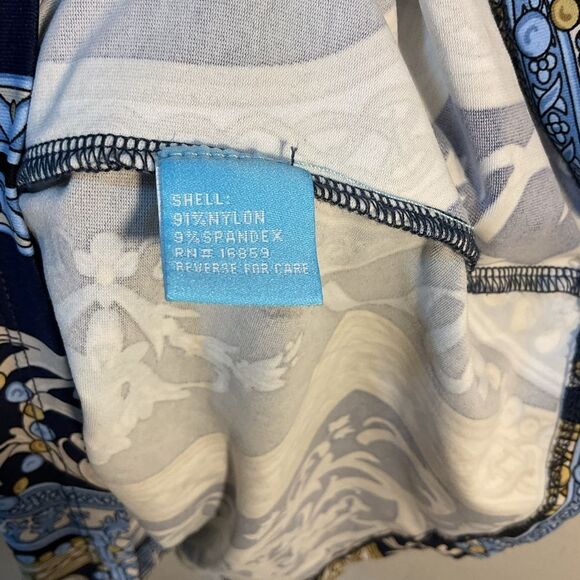 SHELL:
91%NYLON
9%SPANDEX
RN# 16859
REVERSE FOR CARE